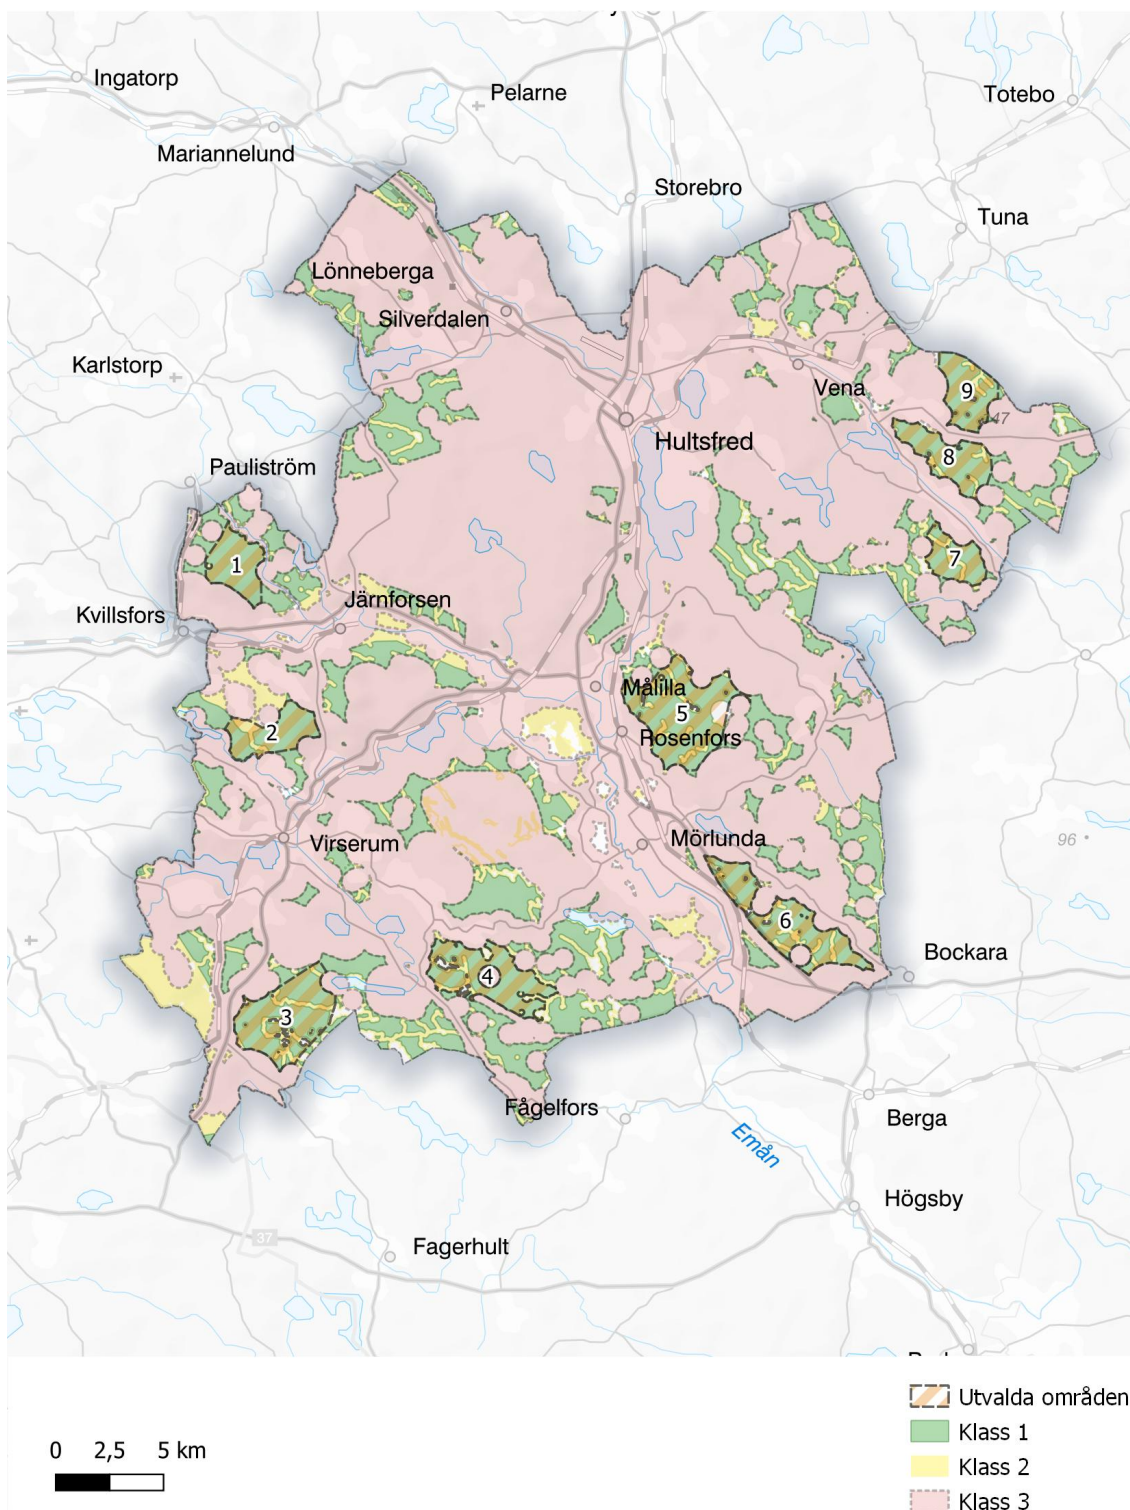 Ingatorp
Pelarne
Totebo
Mariannelund
Storebro
Tuna
Lönneberga
Silverdalen
Karlstorp
Vena
9
147
Hultsfred
8
Pauliström
7
1
Järnforsen
Kvillsfors
Målilla
5
2
Rosenfors
Mörlunda
96
Virserum
6
Bockara
4
3
Fågelfors
Berga
Emån
Högsby
37
Fagerhult
Utvalda områden
Klass 1
0 2,5 5 km
Klass 2
Klass 3